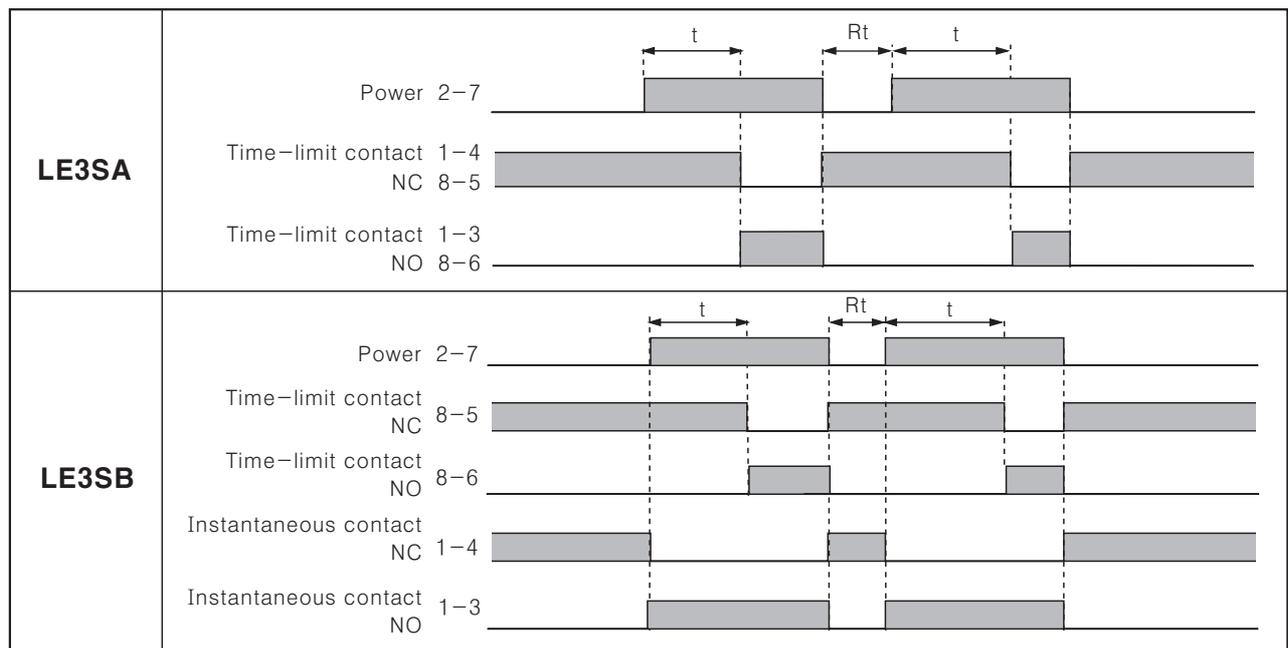 t Rt t
Power 2-7
LE3SA
Time-limit contact 1-4
NC 8-5
Time-limit contact 1-3
NO 8-6
t Rt t
Power 2-7
Time-limit contact
NC 8-5
Time-limit contact
NO 8-6
LE3SB
Instantaneous contact
NC 1-4
Instantaneous contact
NO 1-3